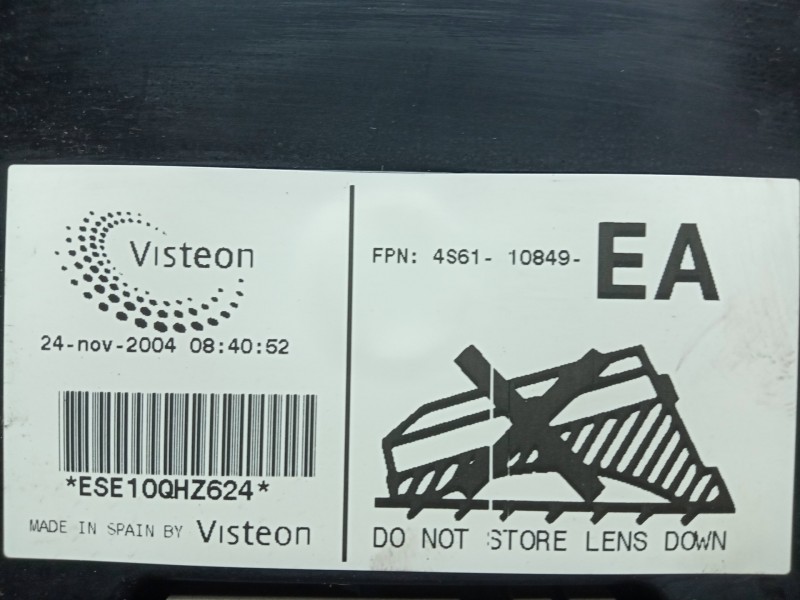 Visteon
24-nov-2004 08:40:52
*ESE10QHZ624*
MADE IN SPAIN BY Visteon
FPN: 4S61- 10849- EA
DO NOT STORE LENS DOWN